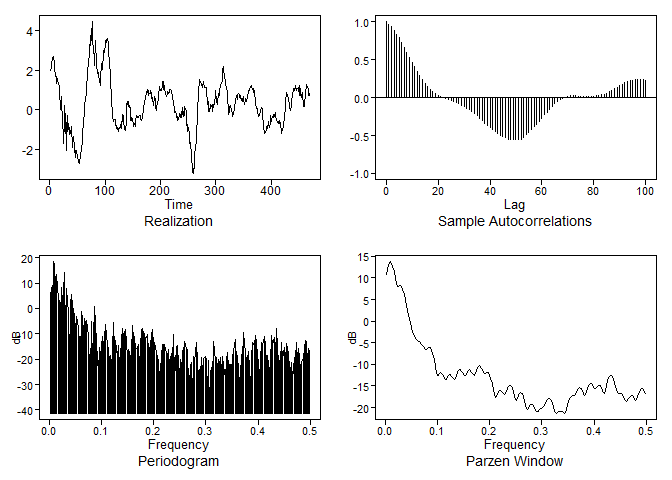 4
2
0
-2
0 100 200 300 400
Time
Realization
1.0
0.5
0.0
-0.5
-1.0
0 20 40 60 80 100
Lag
Sample Autocorrelations
20
10
0
-10
-20
-30
-40
dB
0.0 0.1 0.2 0.3 0.4 0.5
Frequency
Periodogram
15
10
5
0
-5
-10
-15
-20
dB
0.0 0.1 0.2 0.3 0.4 0.5
Frequency
Parzen Window